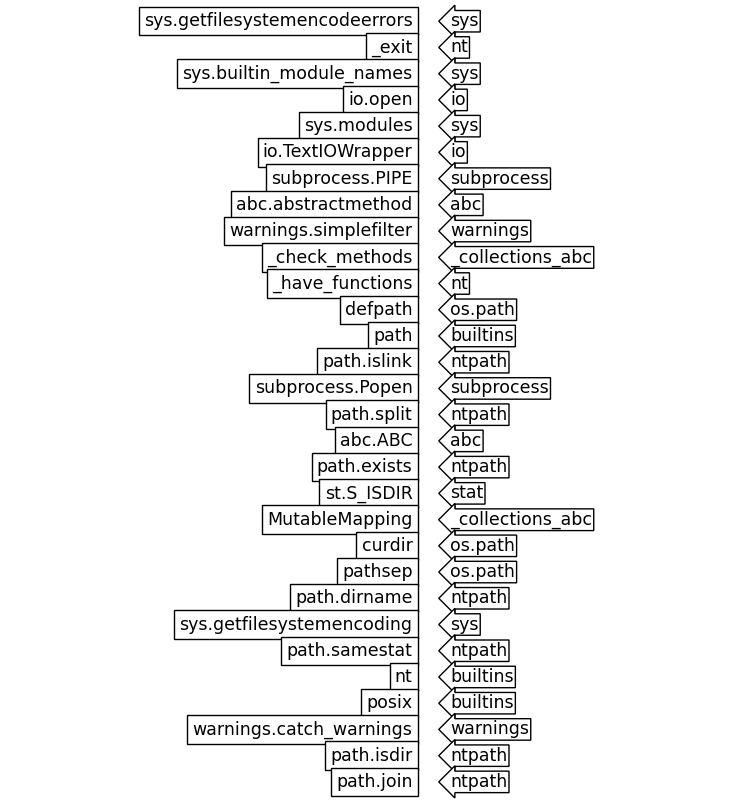 sys.getfilesystemencodeerrors sys
_exit nt
sys.builtin_module_names sys
io.open io
sys.modules sys
io.TextIOWrapper io
subprocess.PIPE subprocess
abc.abstractmethod abc
warnings.simplefilter warnings
_check_methods _collections_abc
_have_functions nt
defpath os.path
path builtins
path.islink ntpath
subprocess.Popen subprocess
path.split ntpath
abc.ABC abc
path.exists ntpath
st.S_ISDIR stat
MutableMapping _collections_abc
curdir os.path
pathsep os.path
path.dirname ntpath
sys.getfilesystemencoding sys
path.samestat ntpath
nt builtins
posix builtins
warnings.catch_warnings warnings
path.isdir ntpath
path.join ntpath